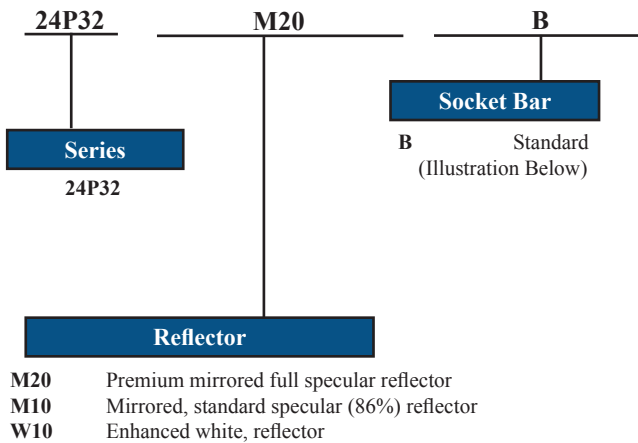 24P32 M20 B
Socket Bar
B Standard
(Illustration Below)
Series
24P32
Reflector
M20 Premium mirrored full specular reflector
M10 Mirrored, standard specular (86%) reflector
W10 Enhanced white, reflector